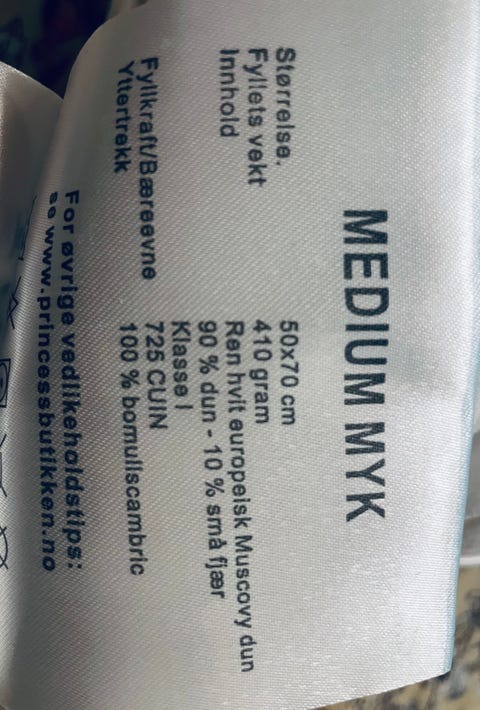 MEDIUM MYK
Størrelse. 50x70 cm
Fyllets vekt 410 gram
Innhold Ren hvit europeisk Muscovy dun
90 % dun - 10 % små fjær
Klasse I
Fyllkraft/Bæreevne 725 CUIN
Yttertrekk 100 % bomullscambric
For øvrige vedlikeholdstips:
se www.princessbutikken.no